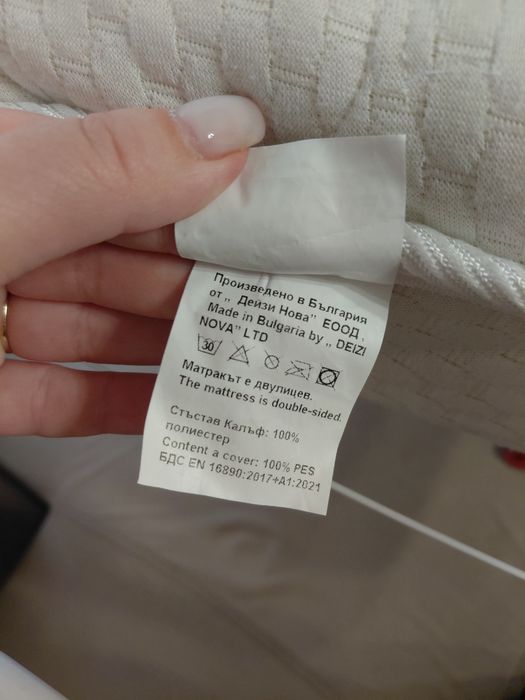 Произведено в България
от ,, Дейзи Нова" ЕООД.
Made in Bulgaria by ,, DEIZI
NOVA" LTD
30
Матракът е двулицев.
The mattress is double-sided.
Състав Калъф: 100%
полиестер
Content a cover: 100% PES
БДС EN 16890:2017+A1:2021